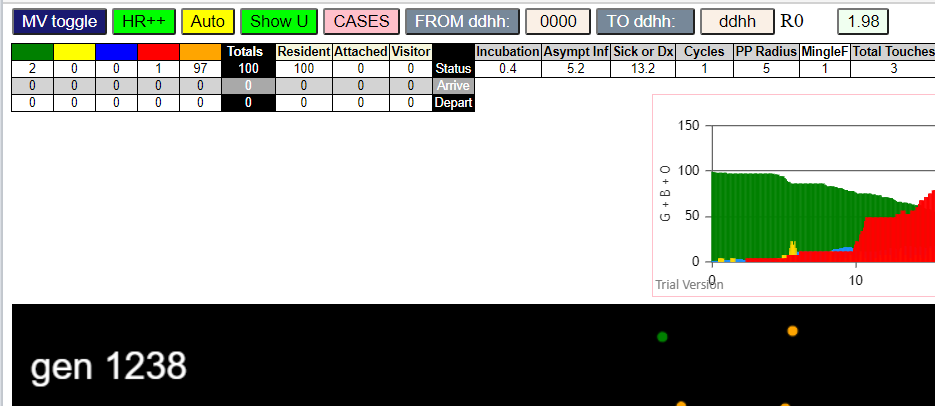 MV toggle HR++ Auto Show U CASES FROM ddhh: 0000 TO ddhh: ddhh R0 1.98
Totals Resident Attached Visitor Incubation Asympt Inf Sick or Dx Cycles PP Radius MingleF Total Touches
2 0 0 1 97 100 100 0 0 Status 0.4 5.2 13.2 1 5 1 3
0 0 0 0 0 0 0 0 0 Arrive
0 0 0 0 0 0 0 0 0 Depart
150
100
50
0
G + B + O
0 10
Trial Version
gen 1238